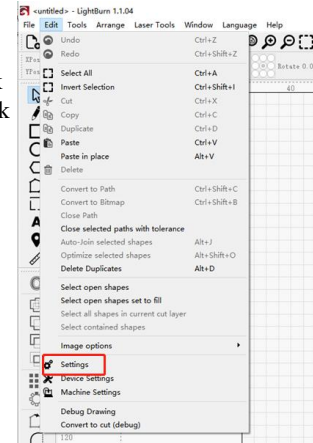 <untitled> - LightBurn 1.1.04
File Edit Tools Arrange Laser Tools Window Language Help
Undo Ctrl+Z
Redo Ctrl+Shift+Z
Select All Ctrl+A
Invert Selection Ctrl+Shift+I
Cut Ctrl+X
Copy Ctrl+C
Duplicate Ctrl+D
Paste Ctrl+V
Paste in place Alt+V
Delete
Convert to Path Ctrl+Shift+C
Convert to Bitmap Ctrl+Shift+B
Close Path
Close selected paths with tolerance
Auto-Join selected shapes Alt+J
Optimize selected shapes Alt+Shift+O
Delete Duplicates Alt+D
Select open shapes
Select open shapes set to fill
Select all shapes in current cut layer
Select contained shapes
Image options
Settings
Device Settings
Machine Settings
Debug Drawing
Convert to cut (debug)
XPos
YPos
Rotate 0.0
40
120
k